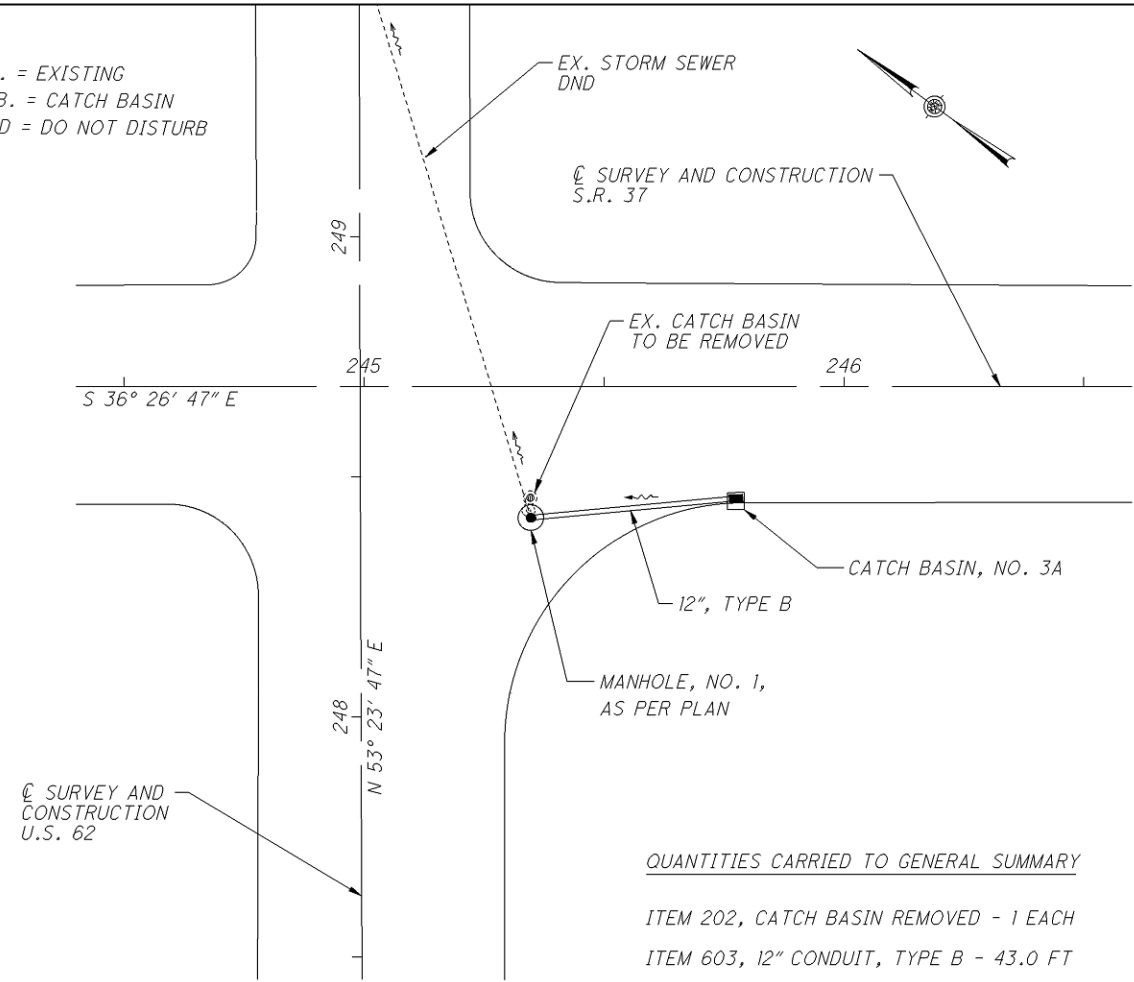 . = EXISTING
B. = CATCH BASIN
D = DO NOT DISTURB
EX. STORM SEWER
DND
℄ SURVEY AND CONSTRUCTION
S.R. 37
249
EX. CATCH BASIN
TO BE REMOVED
245
246
S 36° 26' 47" E
CATCH BASIN, NO. 3A
12", TYPE B
MANHOLE, NO. 1,
AS PER PLAN
248
N 53° 23' 47" E
℄ SURVEY AND
CONSTRUCTION
U.S. 62
QUANTITIES CARRIED TO GENERAL SUMMARY
ITEM 202, CATCH BASIN REMOVED - 1 EACH
ITEM 603, 12" CONDUIT, TYPE B - 43.0 FT